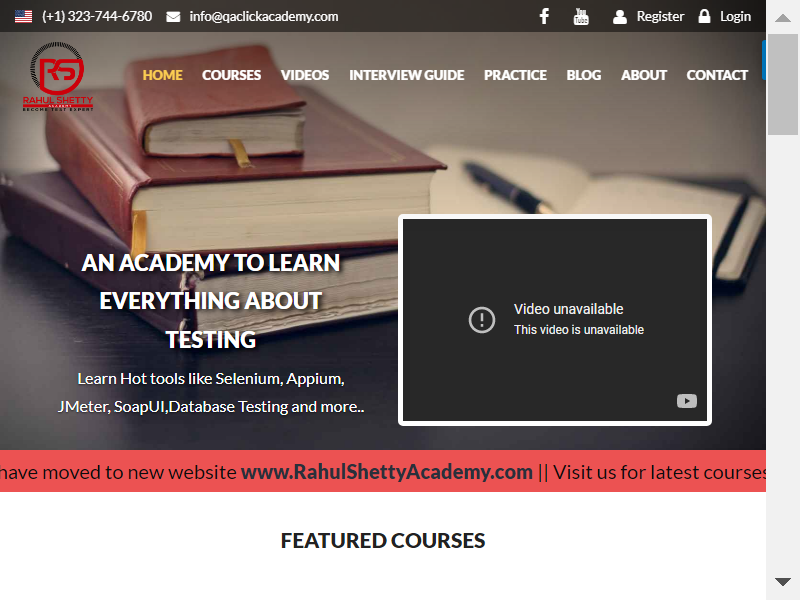 (+1) 323-744-6780 info@qaclickacademy.com You Tube Register Login
RAHUL SHETTY
ACADEMY
HOME COURSES VIDEOS INTERVIEW GUIDE PRACTICE BLOG ABOUT CONTACT
AN ACADEMY TO LEARN
EVERYTHING ABOUT
TESTING
Learn Hot tools like Selenium, Appium,
JMeter, SoapUI,Database Testing and more..
Video unavailable
This video is unavailable
have moved to new website www.RahulShettyAcademy.com || Visit us for latest courses
FEATURED COURSES